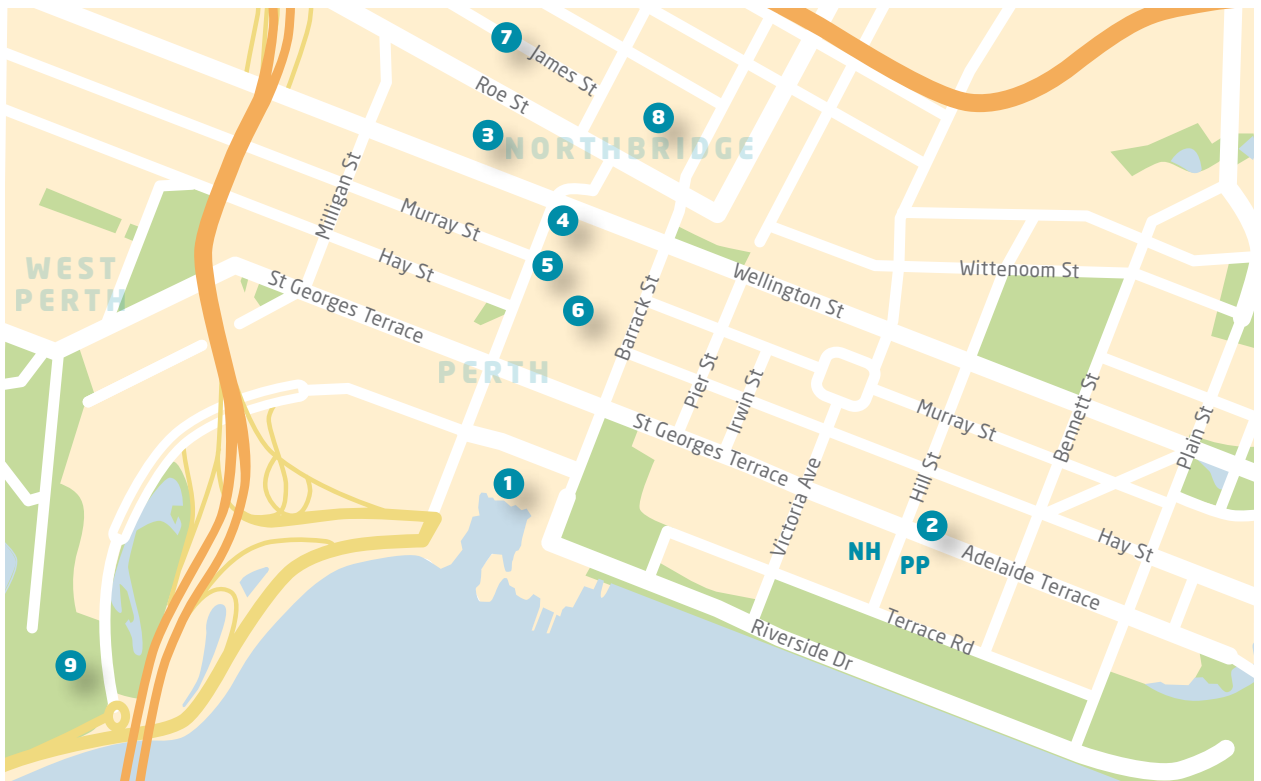 7
James St
Roe St
8
3
NORTHBRIDGE
Milligan St
Murray St
4
Hay St
5
WEST
PERTH
6
St Georges Terrace
Barrack St
Wellington St
Wittenoom St
PERTH
Pier St
Irwin St
Murray St
Bennett St
Plain St
St Georges Terrace
Hill St
Victoria Ave
1
2
Hay St
NH
PP
Adelaide Terrace
Terrace Rd
Riverside Dr
9